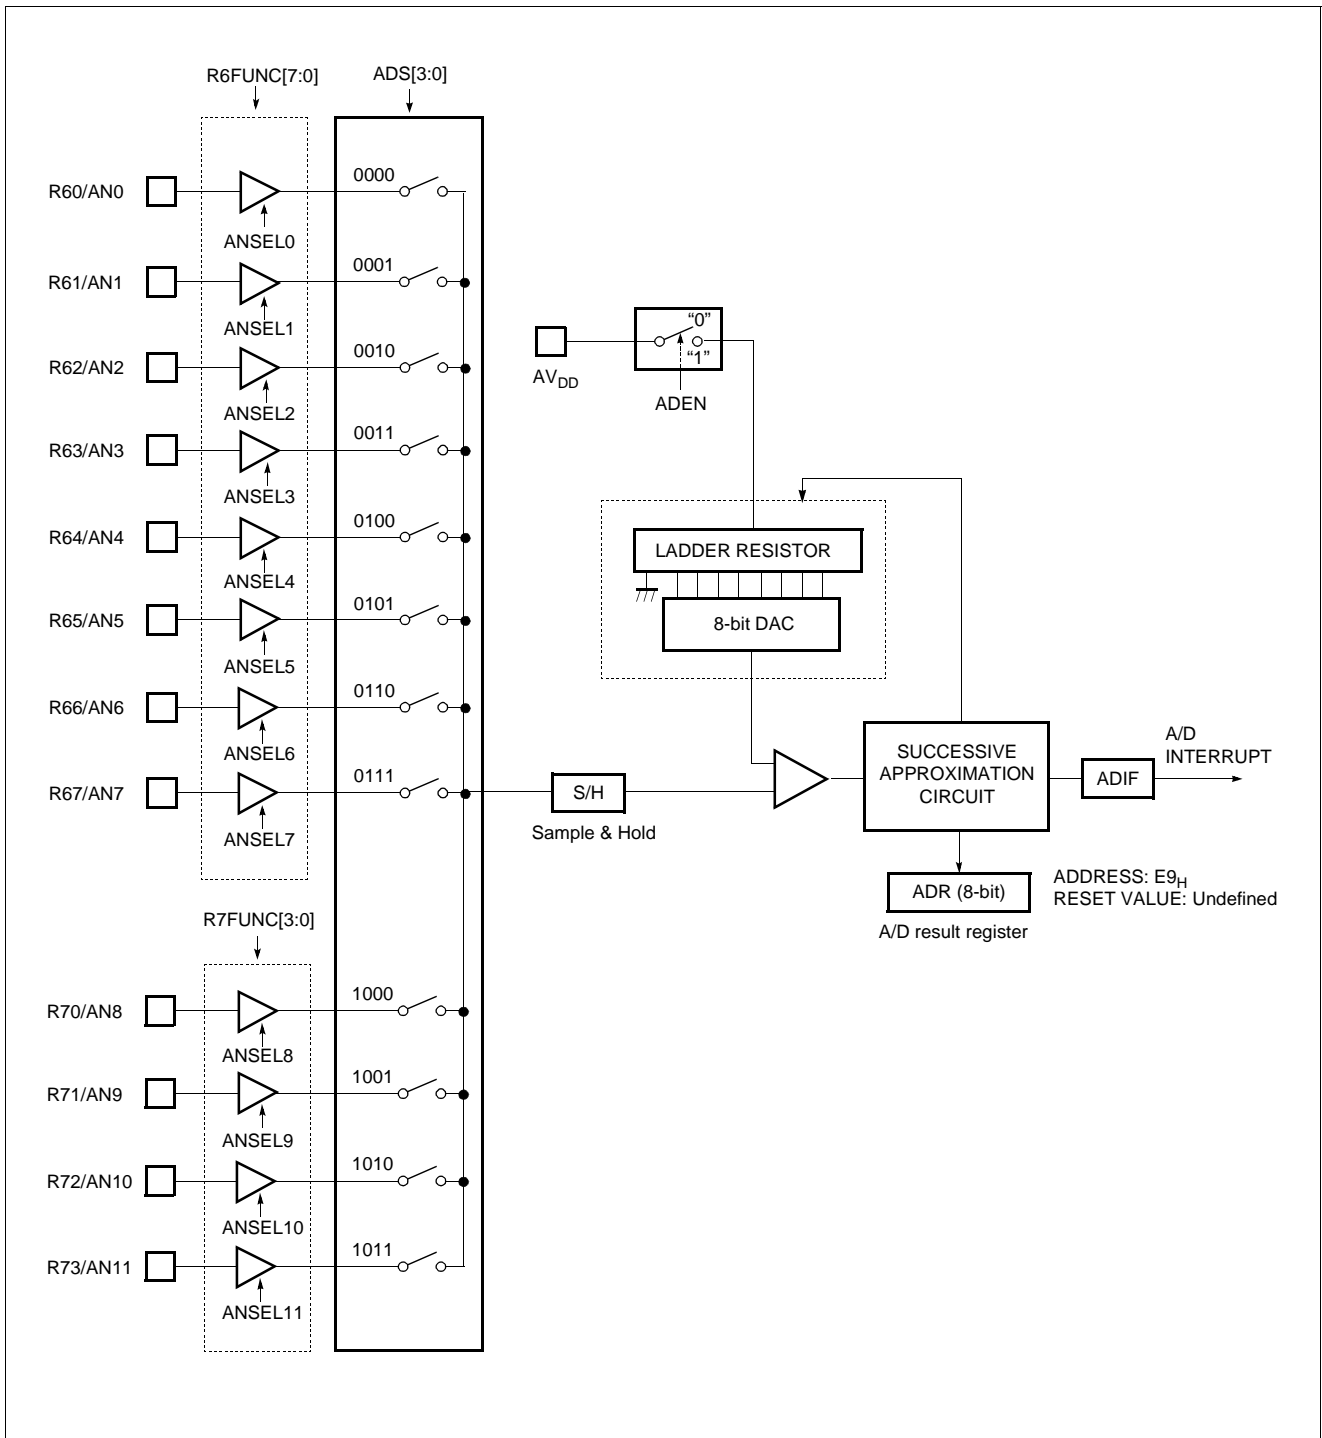 R6FUNC[7:0]
ADS[3:0]
R60/AN0
0000
ANSEL0
R61/AN1
0001
ANSEL1
R62/AN2
0010
ANSEL2
R63/AN3
0011
ANSEL3
R64/AN4
0100
ANSEL4
R65/AN5
0101
ANSEL5
R66/AN6
0110
ANSEL6
R67/AN7
0111
ANSEL7
R7FUNC[3:0]
R70/AN8
1000
ANSEL8
R71/AN9
1001
ANSEL9
R72/AN10
1010
ANSEL10
R73/AN11
1011
ANSEL11
AVDD
“0”
“1”
ADEN
LADDER RESISTOR
8-bit DAC
S/H
Sample & Hold
SUCCESSIVE
APPROXIMATION
CIRCUIT
ADIF
A/D
INTERRUPT
ADR (8-bit)
A/D result register
ADDRESS: E9H
RESET VALUE: Undefined